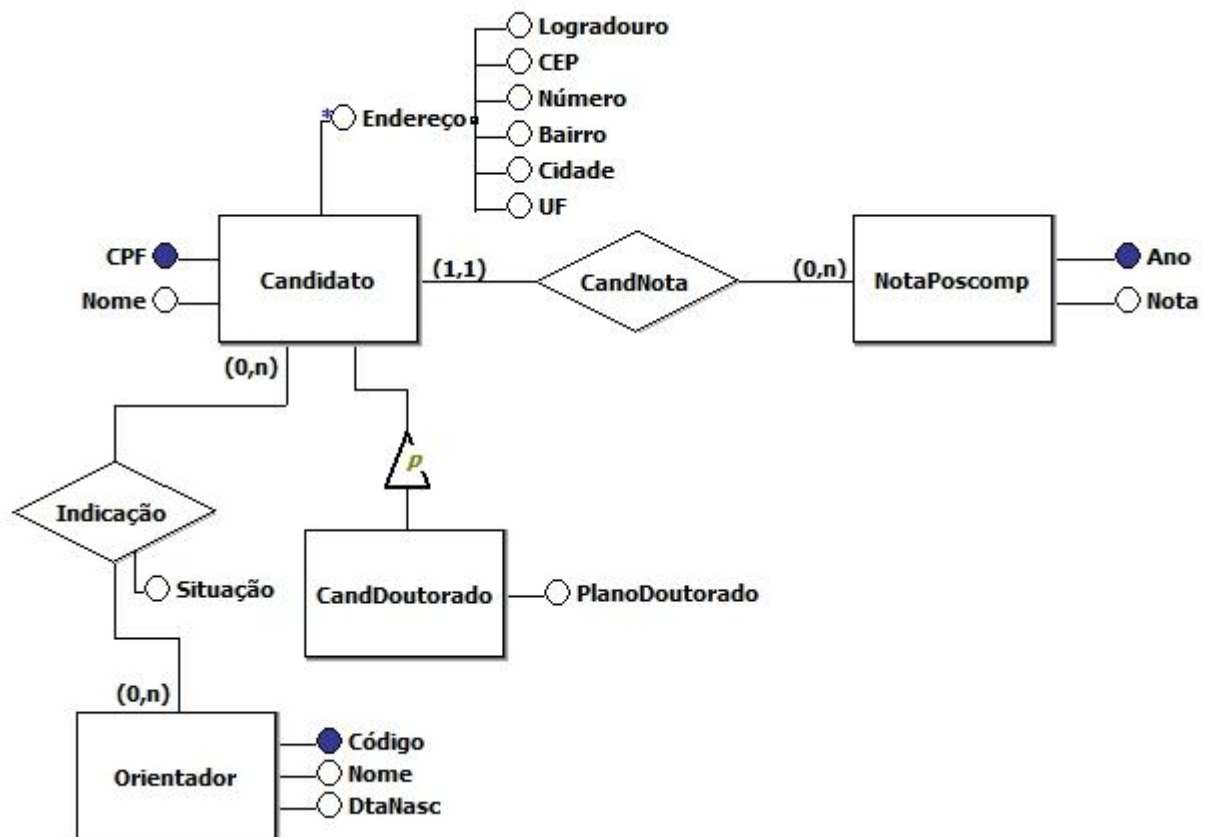 Logradouro
CEP
* Endereço
Número
Bairro
Cidade
UF
CPF
Nome
Candidato
(1,1)
CandNota
(0,n)
NotaPoscomp
Ano
Nota
(0,n)
p
Indicação
Situação
CandDoutorado
PlanoDoutorado
(0,n)
Orientador
Código
Nome
DtaNasc